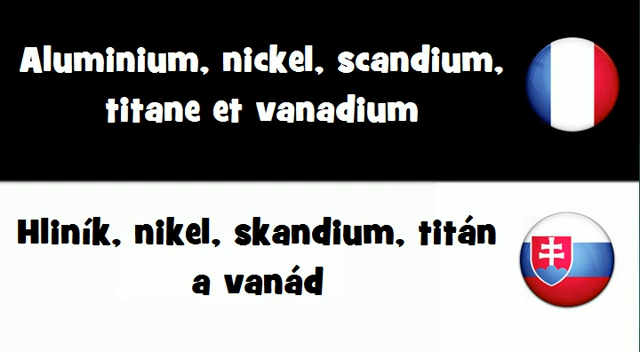 Aluminium, nickel, scandium,
titane et vanadium
Hliník, nikel, skandium, titán
a vanád